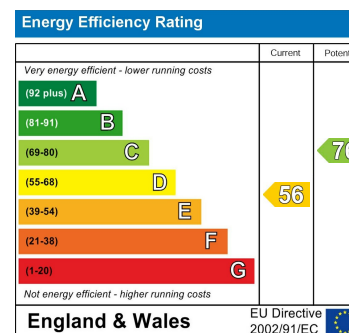 Energy Efficiency Rating
Current
Very energy efficient - lower running costs
(92 plus) A
(81-91) B
(69-80) C
(55-68) D
56
(39-54) E
(21-38) F
(1-20) G
Not energy efficient - higher running costs
England & Wales
EU Directive
2002/91/EC